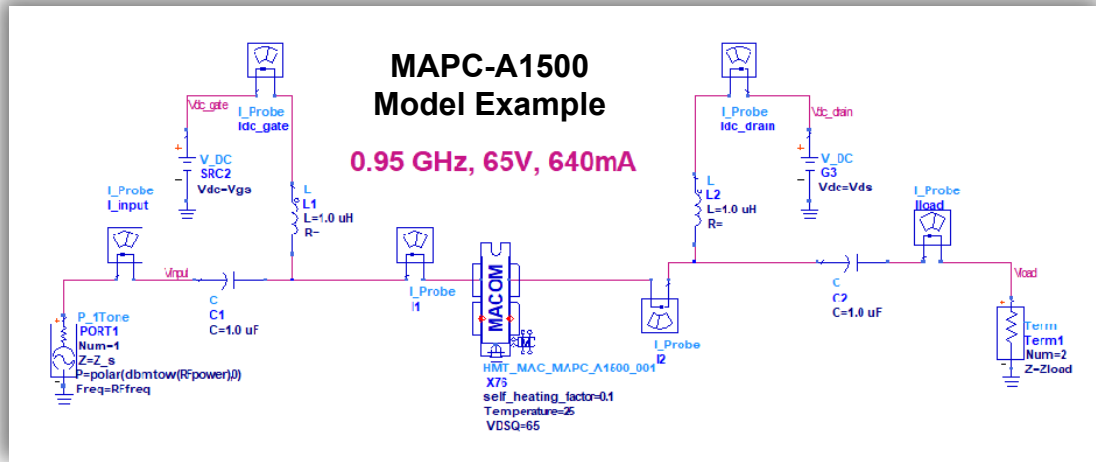 MAPC-A1500
Model Example
0.95 GHz, 65V, 640mA
I_Probe
Idc_gate
Vdc_gate
V_DC
SRC2
Vdc=Vgs
I_Probe
I_input
L
L1
L=1.0 uH
R=
Vinput
C
C1
C=1.0 uF
P_1Tone
PORT1
Num=1
Z=Z_s
P=polar(dbmtow(RFpower),0)
Freq=RFfreq
I_Probe
I1
MACOM
HMT_MAC_MAPC_A1500_001
X76
self_heating_factor=0.1
Temperature=25
VDSQ=65
I_Probe
I2
I_Probe
Idc_drain
Vdc_drain
V_DC
G3
Vdc=Vds
L
L2
L=1.0 uH
R=
I_Probe
Iload
C
C2
C=1.0 uF
Vload
Term
Term1
Num=2
Z=Zload